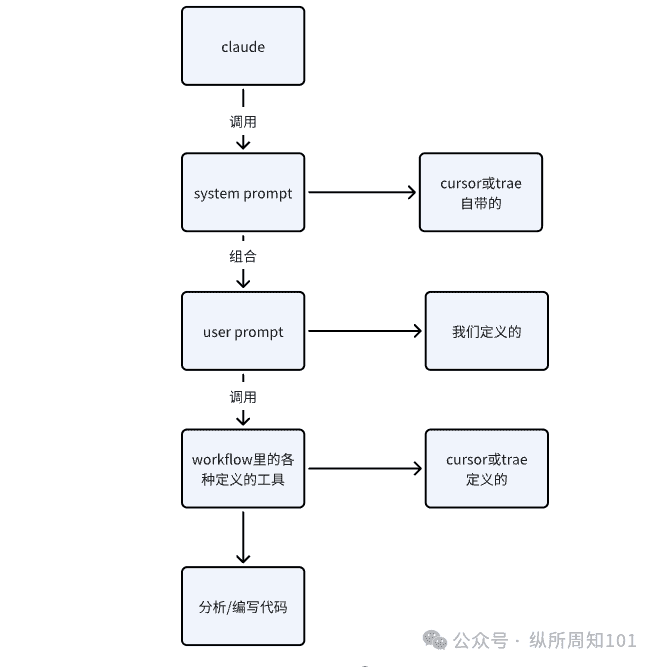 claude
调用
system prompt
cursor或trae
自带的
组合
user prompt
我们定义的
调用
workflow里的各
种定义的工具
cursor或trae
定义的
分析/编写代码
公众号 · 纵所周知101